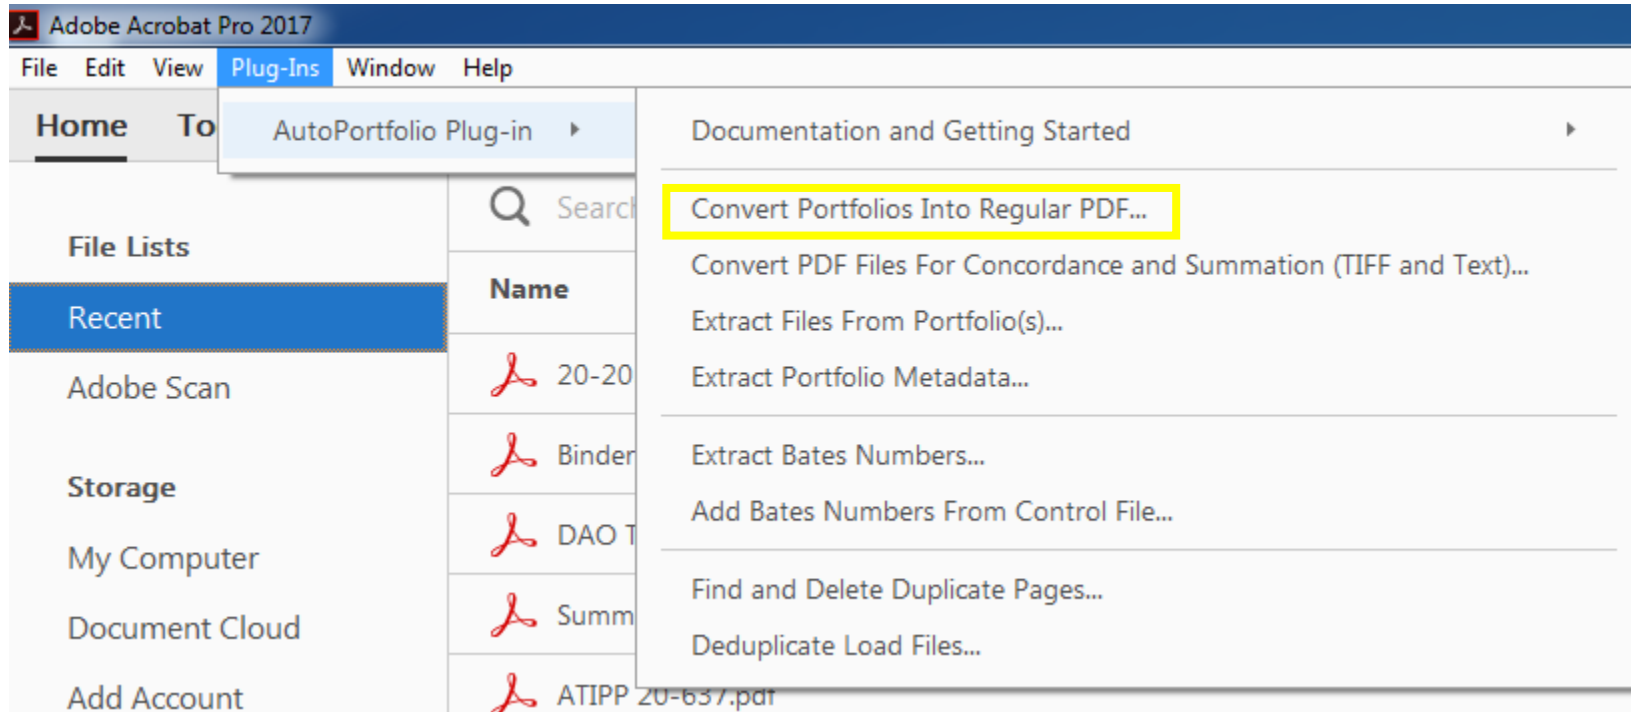 Adobe Acrobat Pro 2017
File Edit View Plug-Ins Window Help
Home To
AutoPortfolio Plug-in
Documentation and Getting Started
Convert Portfolios Into Regular PDF...
Convert PDF Files For Concordance and Summation (TIFF and Text)...
Extract Files From Portfolio(s)...
Extract Portfolio Metadata...
Extract Bates Numbers...
Add Bates Numbers From Control File...
Find and Delete Duplicate Pages...
Deduplicate Load Files...
File Lists
Recent
Adobe Scan
Storage
My Computer
Document Cloud
Add Account
Search
Name
20-20
Binder
DAO T
Summ
ATIPP 20-637.pdf